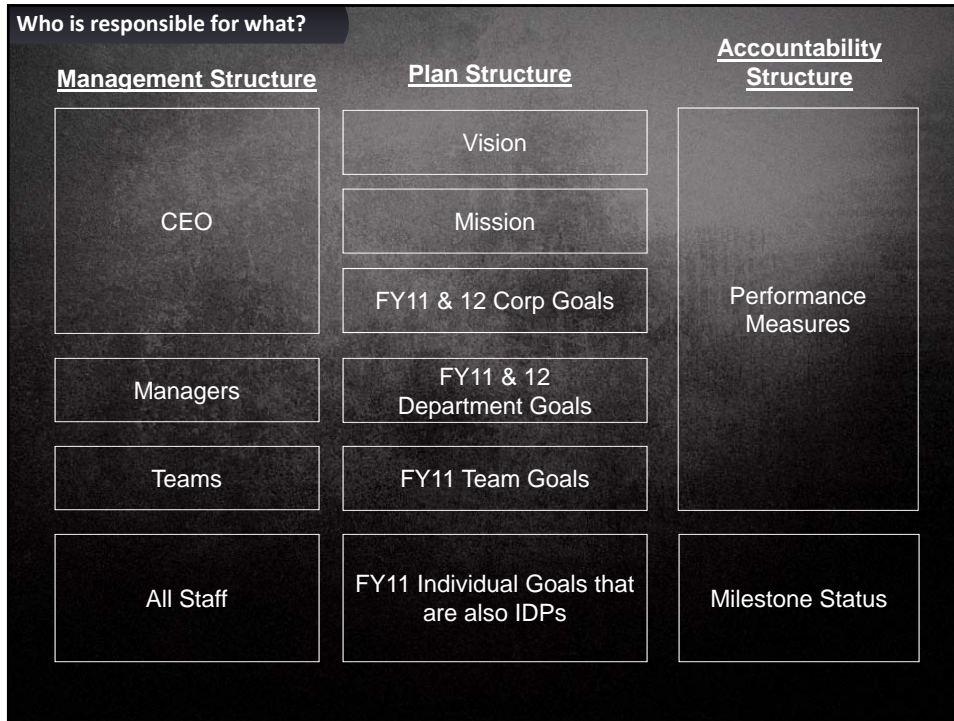 Who is responsible for what?
Management Structure
Plan Structure
Accountability
Structure
CEO
Vision
Mission
FY11 & 12 Corp Goals
Performance
Measures
Managers
FY11 & 12
Department Goals
Teams
FY11 Team Goals
All Staff
FY11 Individual Goals that
are also IDPs
Milestone Status